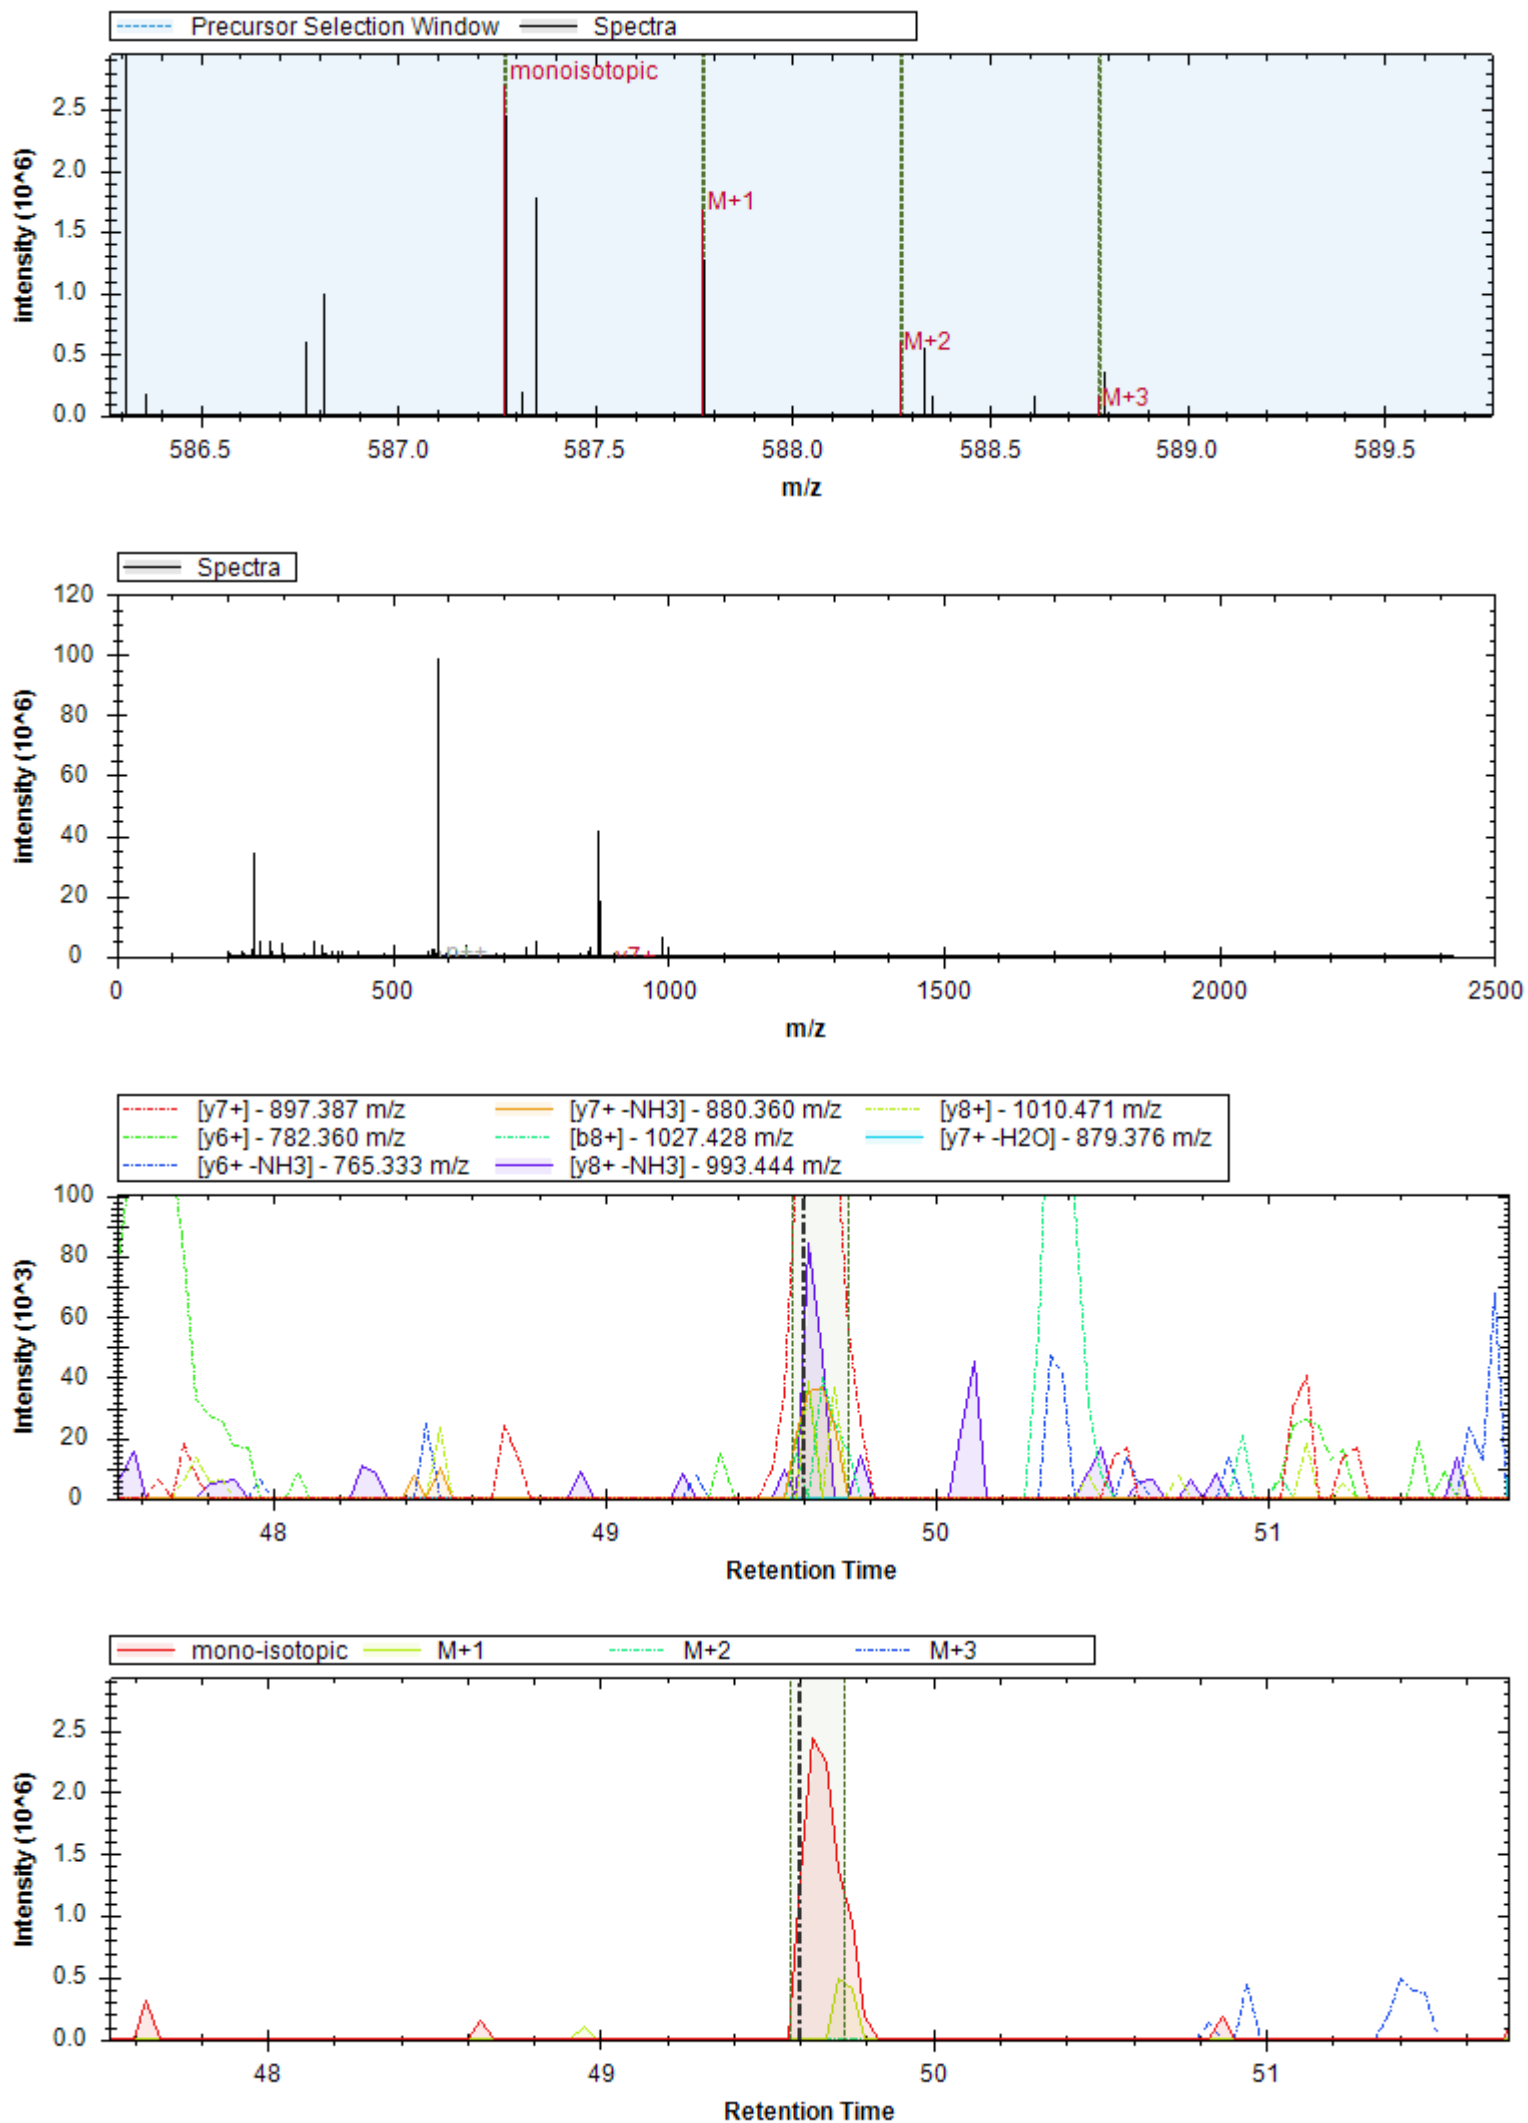 Precursor Selection Window Spectra
monoisotopic
M+1
M+2
M+3
2.5
2.0
1.5
1.0
0.5
0.0
intensity (10^6)
586.5 587.0 587.5 588.0 588.5 589.0 589.5
m/z
Spectra
120
100
80
60
40
20
0
intensity (10^6)
0 500 1000 1500 2000 2500
m/z
[y7+] - 897.387 m/z [y7+ -NH3] - 880.360 m/z [y8+] - 1010.471 m/z
[y6+] - 782.360 m/z [b8+] - 1027.428 m/z [y7+ -H2O] - 879.376 m/z
[y6+ -NH3] - 765.333 m/z [y8+ -NH3] - 993.444 m/z
100
80
60
40
20
0
Intensity (10^3)
48 49 50 51
Retention Time
mono-isotopic M+1 M+2 M+3
2.5
2.0
1.5
1.0
0.5
0.0
Intensity (10^6)
48 49 50 51
Retention Time